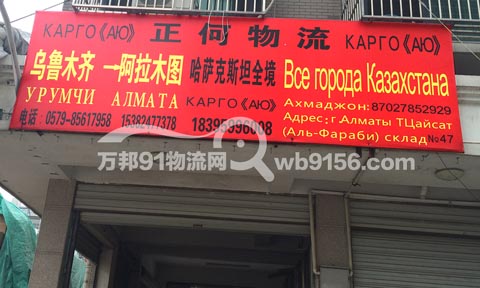 КАРГО《АЮ》 正何物流 КАРГО《АЮ》
乌鲁木齐 一阿拉木图 哈萨克斯坦全境 Все города Казахстана
УРУМЧИ АЛМАТА КАРГО《АЮ》 Ахмаджон:87027852929
电话:0579-85617958 15382477378 18395996008 Адрес:г.Алматы ТЦайсат
(Аль-Фараби) склад №47
万邦91物流网 wb9156.com